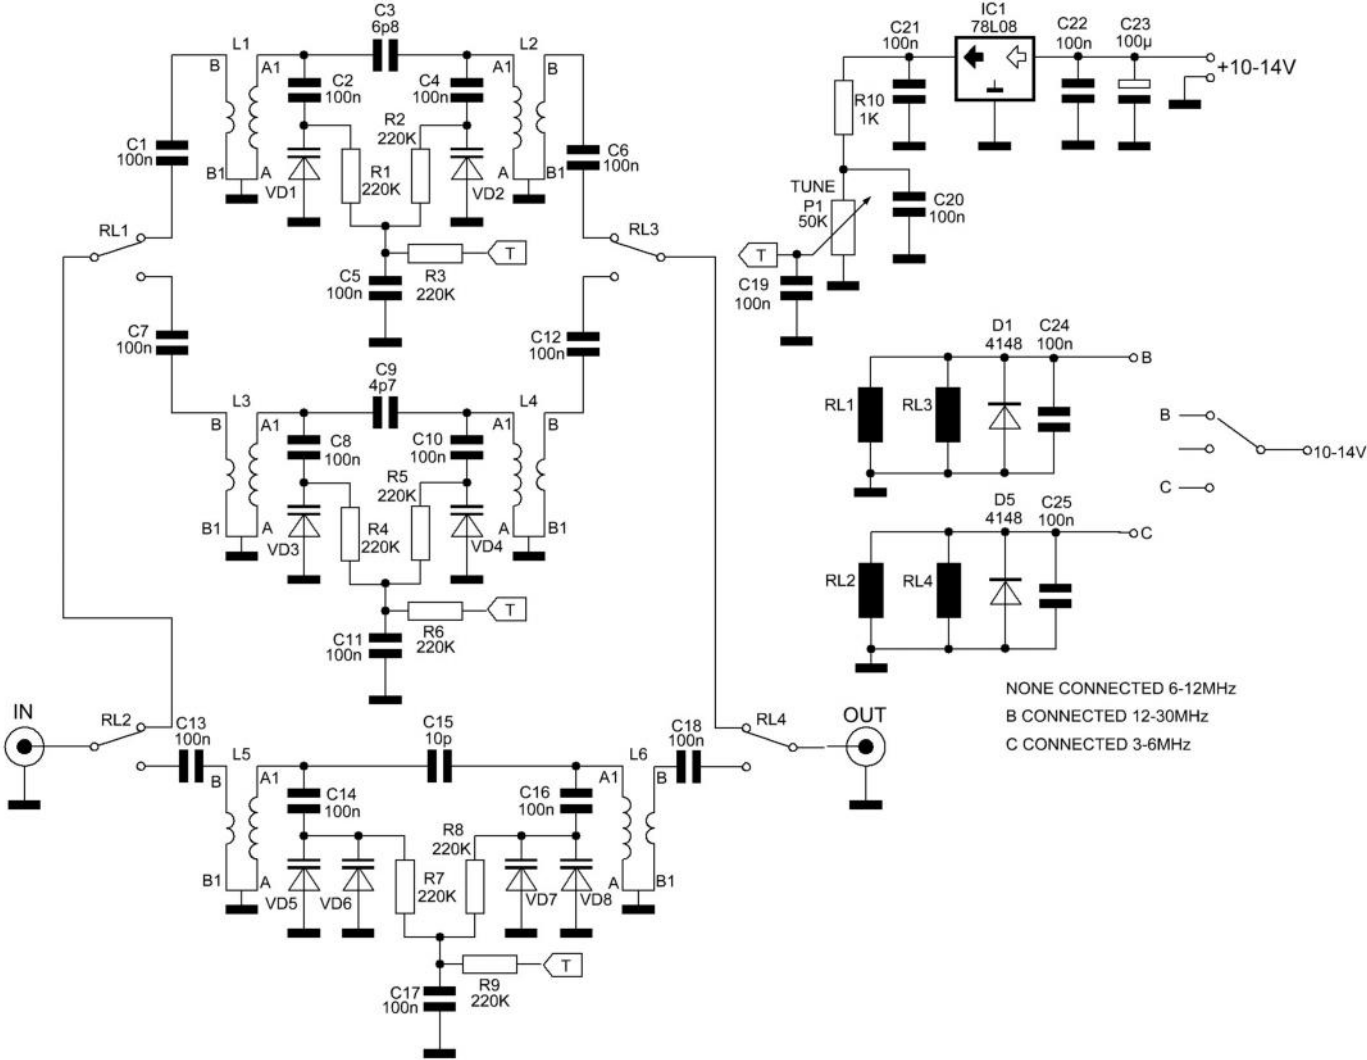 C3
6p8
L1
B
A1
C2
100n
C4
100n
A1
L2
B
R2
220K
C1
100n
C6
100n
R1
220K
B1
A
VD1
VD2
A
B1
RL1
RL3
T
C5
100n
R3
220K
C7
100n
C12
100n
C9
4p7
L3
B
A1
C8
100n
C10
100n
A1
L4
B
R5
220K
R4
220K
B1
A
VD3
VD4
A
B1
T
C11
100n
R6
220K
IN
RL2
C13
100n
C15
10p
C18
100n
RL4
OUT
L5
B
A1
C14
100n
C16
100n
A1
L6
B
R8
220K
R7
220K
B1
A
VD5
VD6
VD7
VD8
A
B1
T
C17
100n
R9
220K
C21
100n
IC1
78L08
C22
100n
C23
100µ
+10-14V
R10
1K
TUNE
P1
50K
C20
100n
T
C19
100n
D1
4148
C24
100n
B
RL1
RL3
B
C
10-14V
D5
4148
C25
100n
C
RL2
RL4
NONE CONNECTED 6-12MHz
B CONNECTED 12-30MHz
C CONNECTED 3-6MHz